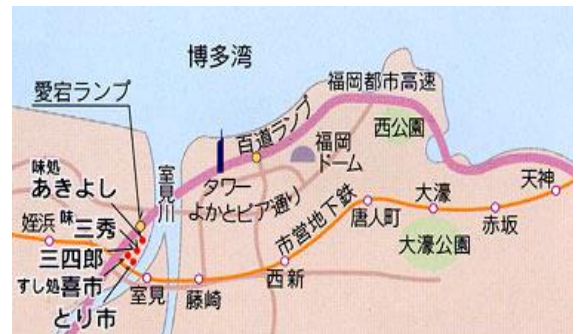 博多湾
愛宕ランプ
福岡都市高速
百道ランプ
西公園
福岡
ドーム
味処
あきよし
室見川
タワー
よかとピア通り
市営地下鉄
大濠
天神
味三秀
姪浜
唐人町
赤坂
三四郎
大濠公園
すし処喜市
室見
藤崎
西新
とり市